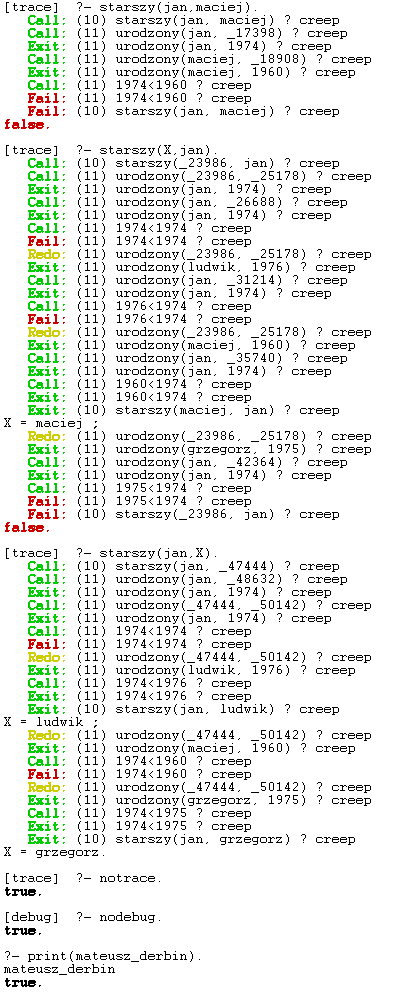 [trace]  ?- starszy(jan,maciej).
   Call: (10) starszy(jan, maciej) ? creep
   Call: (11) urodzony(jan, _17398) ? creep
   Exit: (11) urodzony(jan, 1974) ? creep
   Call: (11) urodzony(maciej, _18908) ? creep
   Exit: (11) urodzony(maciej, 1960) ? creep
   Call: (11) 1974<1960 ? creep
   Fail: (11) 1974<1960 ? creep
   Fail: (10) starszy(jan, maciej) ? creep
false.

[trace]  ?- starszy(X,jan).
   Call: (10) starszy(_23986, jan) ? creep
   Call: (11) urodzony(_23986, _25178) ? creep
   Exit: (11) urodzony(jan, 1974) ? creep
   Call: (11) urodzony(jan, _26688) ? creep
   Exit: (11) urodzony(jan, 1974) ? creep
   Call: (11) 1974<1974 ? creep
   Fail: (11) 1974<1974 ? creep
   Redo: (11) urodzony(_23986, _25178) ? creep
   Exit: (11) urodzony(ludwik, 1976) ? creep
   Call: (11) urodzony(jan, _31214) ? creep
   Exit: (11) urodzony(jan, 1974) ? creep
   Call: (11) 1976<1974 ? creep
   Fail: (11) 1976<1974 ? creep
   Redo: (11) urodzony(_23986, _25178) ? creep
   Exit: (11) urodzony(maciej, 1960) ? creep
   Call: (11) urodzony(jan, _35740) ? creep
   Exit: (11) urodzony(jan, 1974) ? creep
   Call: (11) 1960<1974 ? creep
   Exit: (11) 1960<1974 ? creep
   Exit: (10) starszy(maciej, jan) ? creep
X = maciej ;
   Redo: (11) urodzony(_23986, _25178) ? creep
   Exit: (11) urodzony(grzegorz, 1975) ? creep
   Call: (11) urodzony(jan, _42364) ? creep
   Exit: (11) urodzony(jan, 1974) ? creep
   Call: (11) 1975<1974 ? creep
   Fail: (11) 1975<1974 ? creep
   Fail: (10) starszy(_23986, jan) ? creep
false.

[trace]  ?- starszy(jan,X).
   Call: (10) starszy(jan, _47444) ? creep
   Call: (11) urodzony(jan, _48632) ? creep
   Exit: (11) urodzony(jan, 1974) ? creep
   Call: (11) urodzony(_47444, _50142) ? creep
   Exit: (11) urodzony(jan, 1974) ? creep
   Call: (11) 1974<1974 ? creep
   Fail: (11) 1974<1974 ? creep
   Redo: (11) urodzony(_47444, _50142) ? creep
   Exit: (11) urodzony(ludwik, 1976) ? creep
   Call: (11) 1974<1976 ? creep
   Exit: (11) 1974<1976 ? creep
   Exit: (10) starszy(jan, ludwik) ? creep
X = ludwik ;
   Redo: (11) urodzony(_47444, _50142) ? creep
   Exit: (11) urodzony(maciej, 1960) ? creep
   Call: (11) 1974<1960 ? creep
   Fail: (11) 1974<1960 ? creep
   Redo: (11) urodzony(_47444, _50142) ? creep
   Exit: (11) urodzony(grzegorz, 1975) ? creep
   Call: (11) 1974<1975 ? creep
   Exit: (11) 1974<1975 ? creep
   Exit: (10) starszy(jan, grzegorz) ? creep
X = grzegorz.

[trace]  ?- notrace.
true.

[debug]  ?- nodebug.
true.

?- print(mateusz_derbin).
mateusz_derbin
true.